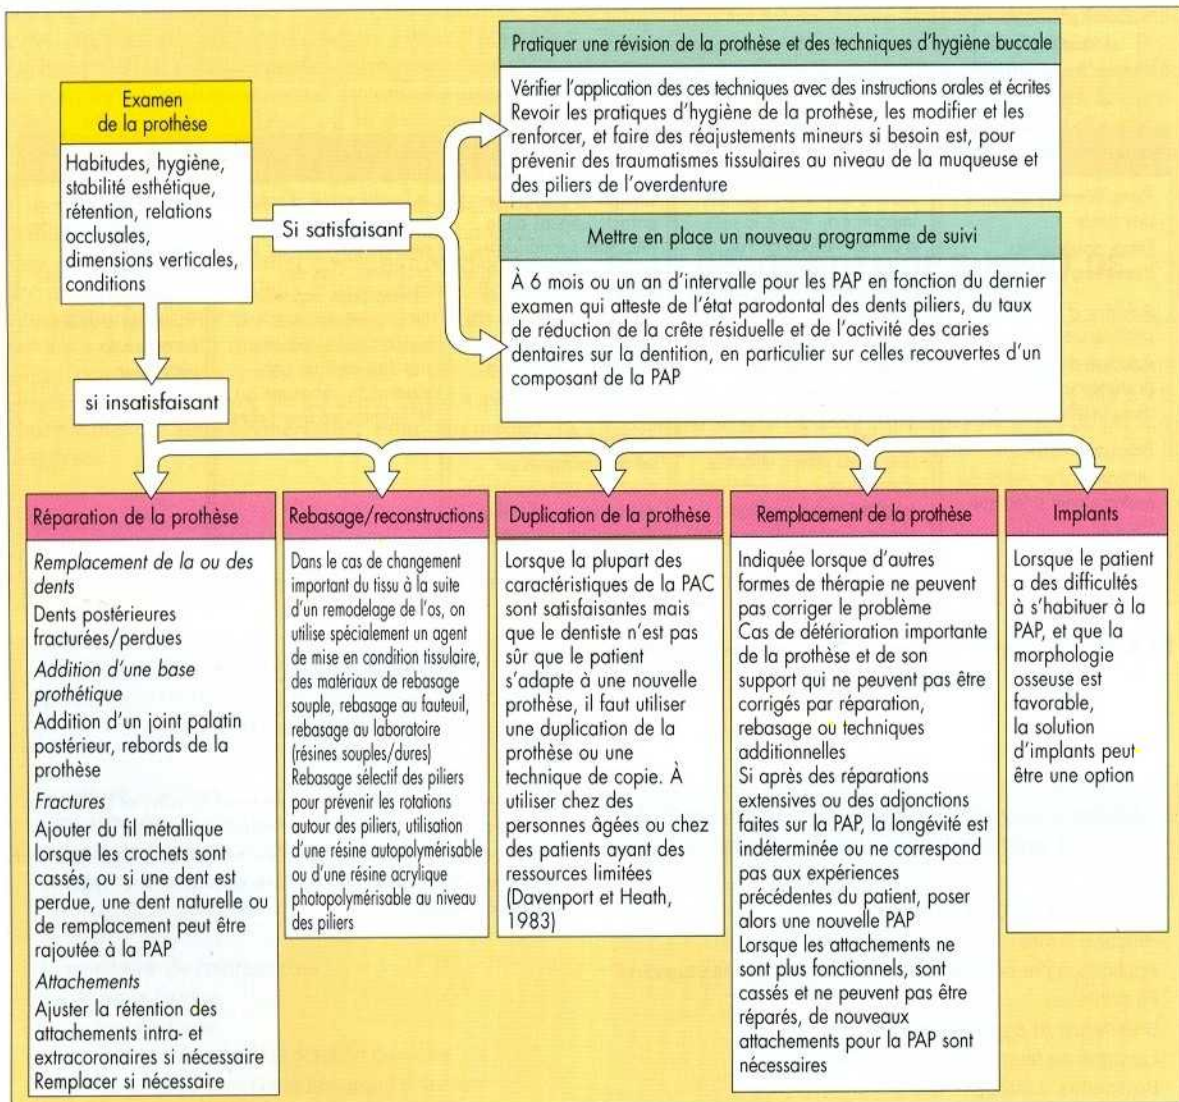 Examen
de la prothèse
Habitudes, hygiène,
stabilité esthétique,
rétention, relations
occlusales,
dimensions verticales,
conditions
Si satisfaisant
Pratiquer une révision de la prothèse et des techniques d'hygiène buccale
Vérifier l'application des ces techniques avec des instructions orales et écrites
Revoir les pratiques d'hygiène de la prothèse, les modifier et les
renforcer, et faire des réajustements mineurs si besoin est, pour
prévenir des traumatismes tissulaires au niveau de la muqueuse et
des piliers de l'overdenture
Mettre en place un nouveau programme de suivi
À 6 mois ou un an d'intervalle pour les PAP en fonction du dernier
examen qui atteste de l'état parodontal des dents piliers, du taux
de réduction de la crête résiduelle et de l'activité des caries
dentaires sur la dentition, en particulier sur celles recouvertes d'un
composant de la PAP
si insatisfaisant
Réparation de la prothèse
Remplacement de la ou des
dents
Dents postérieures
fracturées/perdues
Addition d'une base
prothétique
Addition d'un joint palatin
postérieur, rebords de la
prothèse
Fractures
Ajouter du fil métallique
lorsque les crochets sont
cassés, ou si une dent est
perdue, une dent naturelle ou
de remplacement peut être
rajoutée à la PAP
Attachements
Ajuster la rétention des
attachements intra- et
extracoronaires si nécessaire
Remplacer si nécessaire
Rebasage/reconstructions
Dans le cas de changement
important du tissu à la suite
d'un remodelage de l'os, on
utilise spécialement un agent
de mise en condition tissulaire,
des matériaux de rebasage
souple, rebasage au fauteuil,
rebasage au laboratoire
(résines souples/dures)
Rebasage sélectif des piliers
pour prévenir les rotations
autour des piliers, utilisation
d'une résine autopolymérisable
ou d'une résine acrylique
photopolymérisable au niveau
des piliers
Duplication de la prothèse
Lorsque la plupart des
caractéristiques de la PAC
sont satisfaisantes mais
que le dentiste n'est pas
sûr que le patient
s'adapte à une nouvelle
prothèse, il faut utiliser
une duplication de la
prothèse ou une
technique de copie. À
utiliser chez des
personnes âgées ou chez
des patients ayant des
ressources limitées
(Davenport et Heath,
1983)
Remplacement de la prothèse
Indiquée lorsque d'autres
formes de thérapie ne peuvent
pas corriger le problème
Cas de détérioration importante
de la prothèse et de son
support qui ne peuvent pas être
corrigés par réparation,
rebasage ou techniques
additionnelles
Si après des réparations
extensives ou des adjonctions
faites sur la PAP, la longévité est
indéterminée ou ne correspond
pas aux expériences
précédentes du patient, poser
alors une nouvelle PAP
Lorsque les attachements ne
sont plus fonctionnels, sont
cassés et ne peuvent pas être
réparés, de nouveaux
attachements pour la PAP sont
nécessaires
Implants
Lorsque le patient
a des difficultés
à s'habituer à la
PAP, et que la
morphologie
osseuse est
favorable,
la solution
d'implants peut
être une option